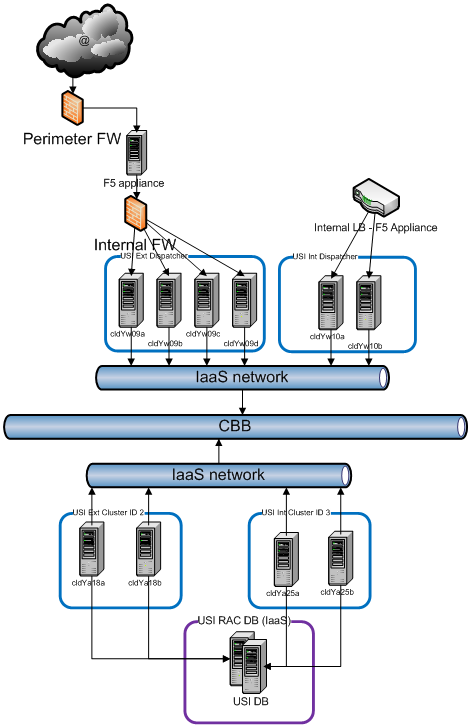 @
Perimeter FW
F5 appliance
Internal LB - F5 Appliance
Internal FW
USI Ext Dispatcher
USI Int Dispatcher
cldYw09a
cldYw09b
cldYw09c
cldYw09d
cldYw10a
cldYw10b
IaaS network
CBB
IaaS network
USI Ext Cluster ID 2
USI Int Cluster ID 3
cldYa18a
cldYa18b
cldYa25a
cldYa25b
USI RAC DB (IaaS)
USI DB